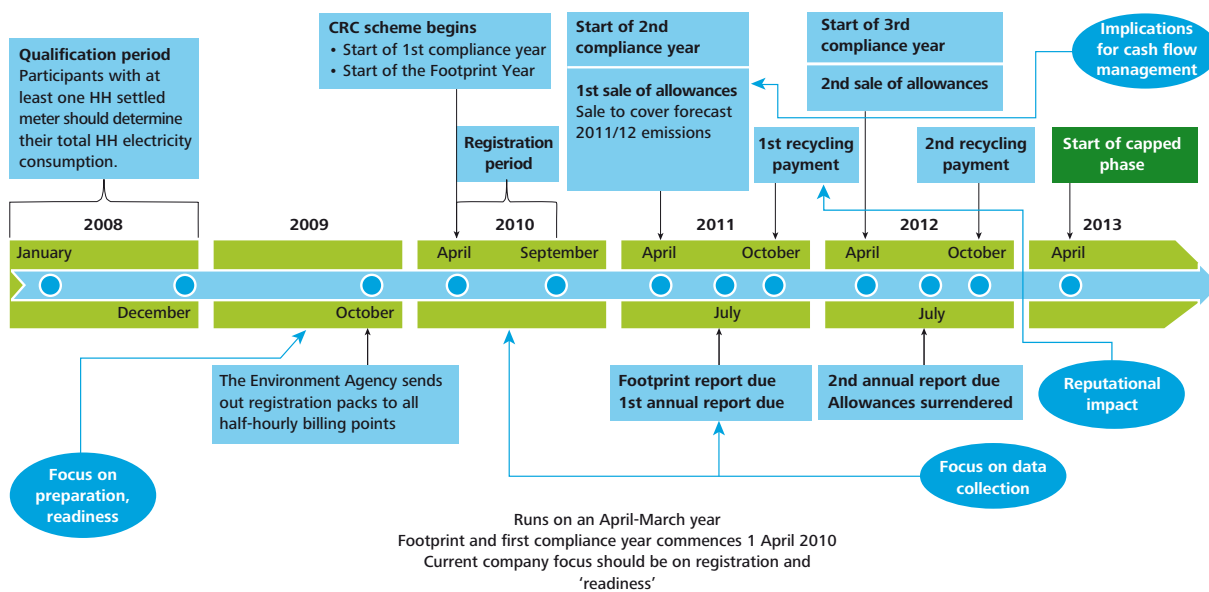 Qualification period
Participants with at
least one HH settled
meter should determine
their total HH electricity
consumption.
CRC scheme begins
• Start of 1st compliance year
• Start of the Footprint Year
Registration
period
Start of 2nd
compliance year
1st sale of allowances
Sale to cover forecast
2011/12 emissions
1st recycling
payment
Start of 3rd
compliance year
2nd sale of allowances
2nd recycling
payment
Implications
for cash flow
management
Start of capped
phase
2008
2009
2010
2011
2012
2013
January
April
September
April
October
April
October
April
December
October
July
July
The Environment Agency sends
out registration packs to all
half-hourly billing points
Footprint report due
1st annual report due
2nd annual report due
Allowances surrendered
Reputational
impact
Focus on
preparation,
readiness
Focus on data
collection
Runs on an April-March year
Footprint and first compliance year commences 1 April 2010
Current company focus should be on registration and
‘readiness’